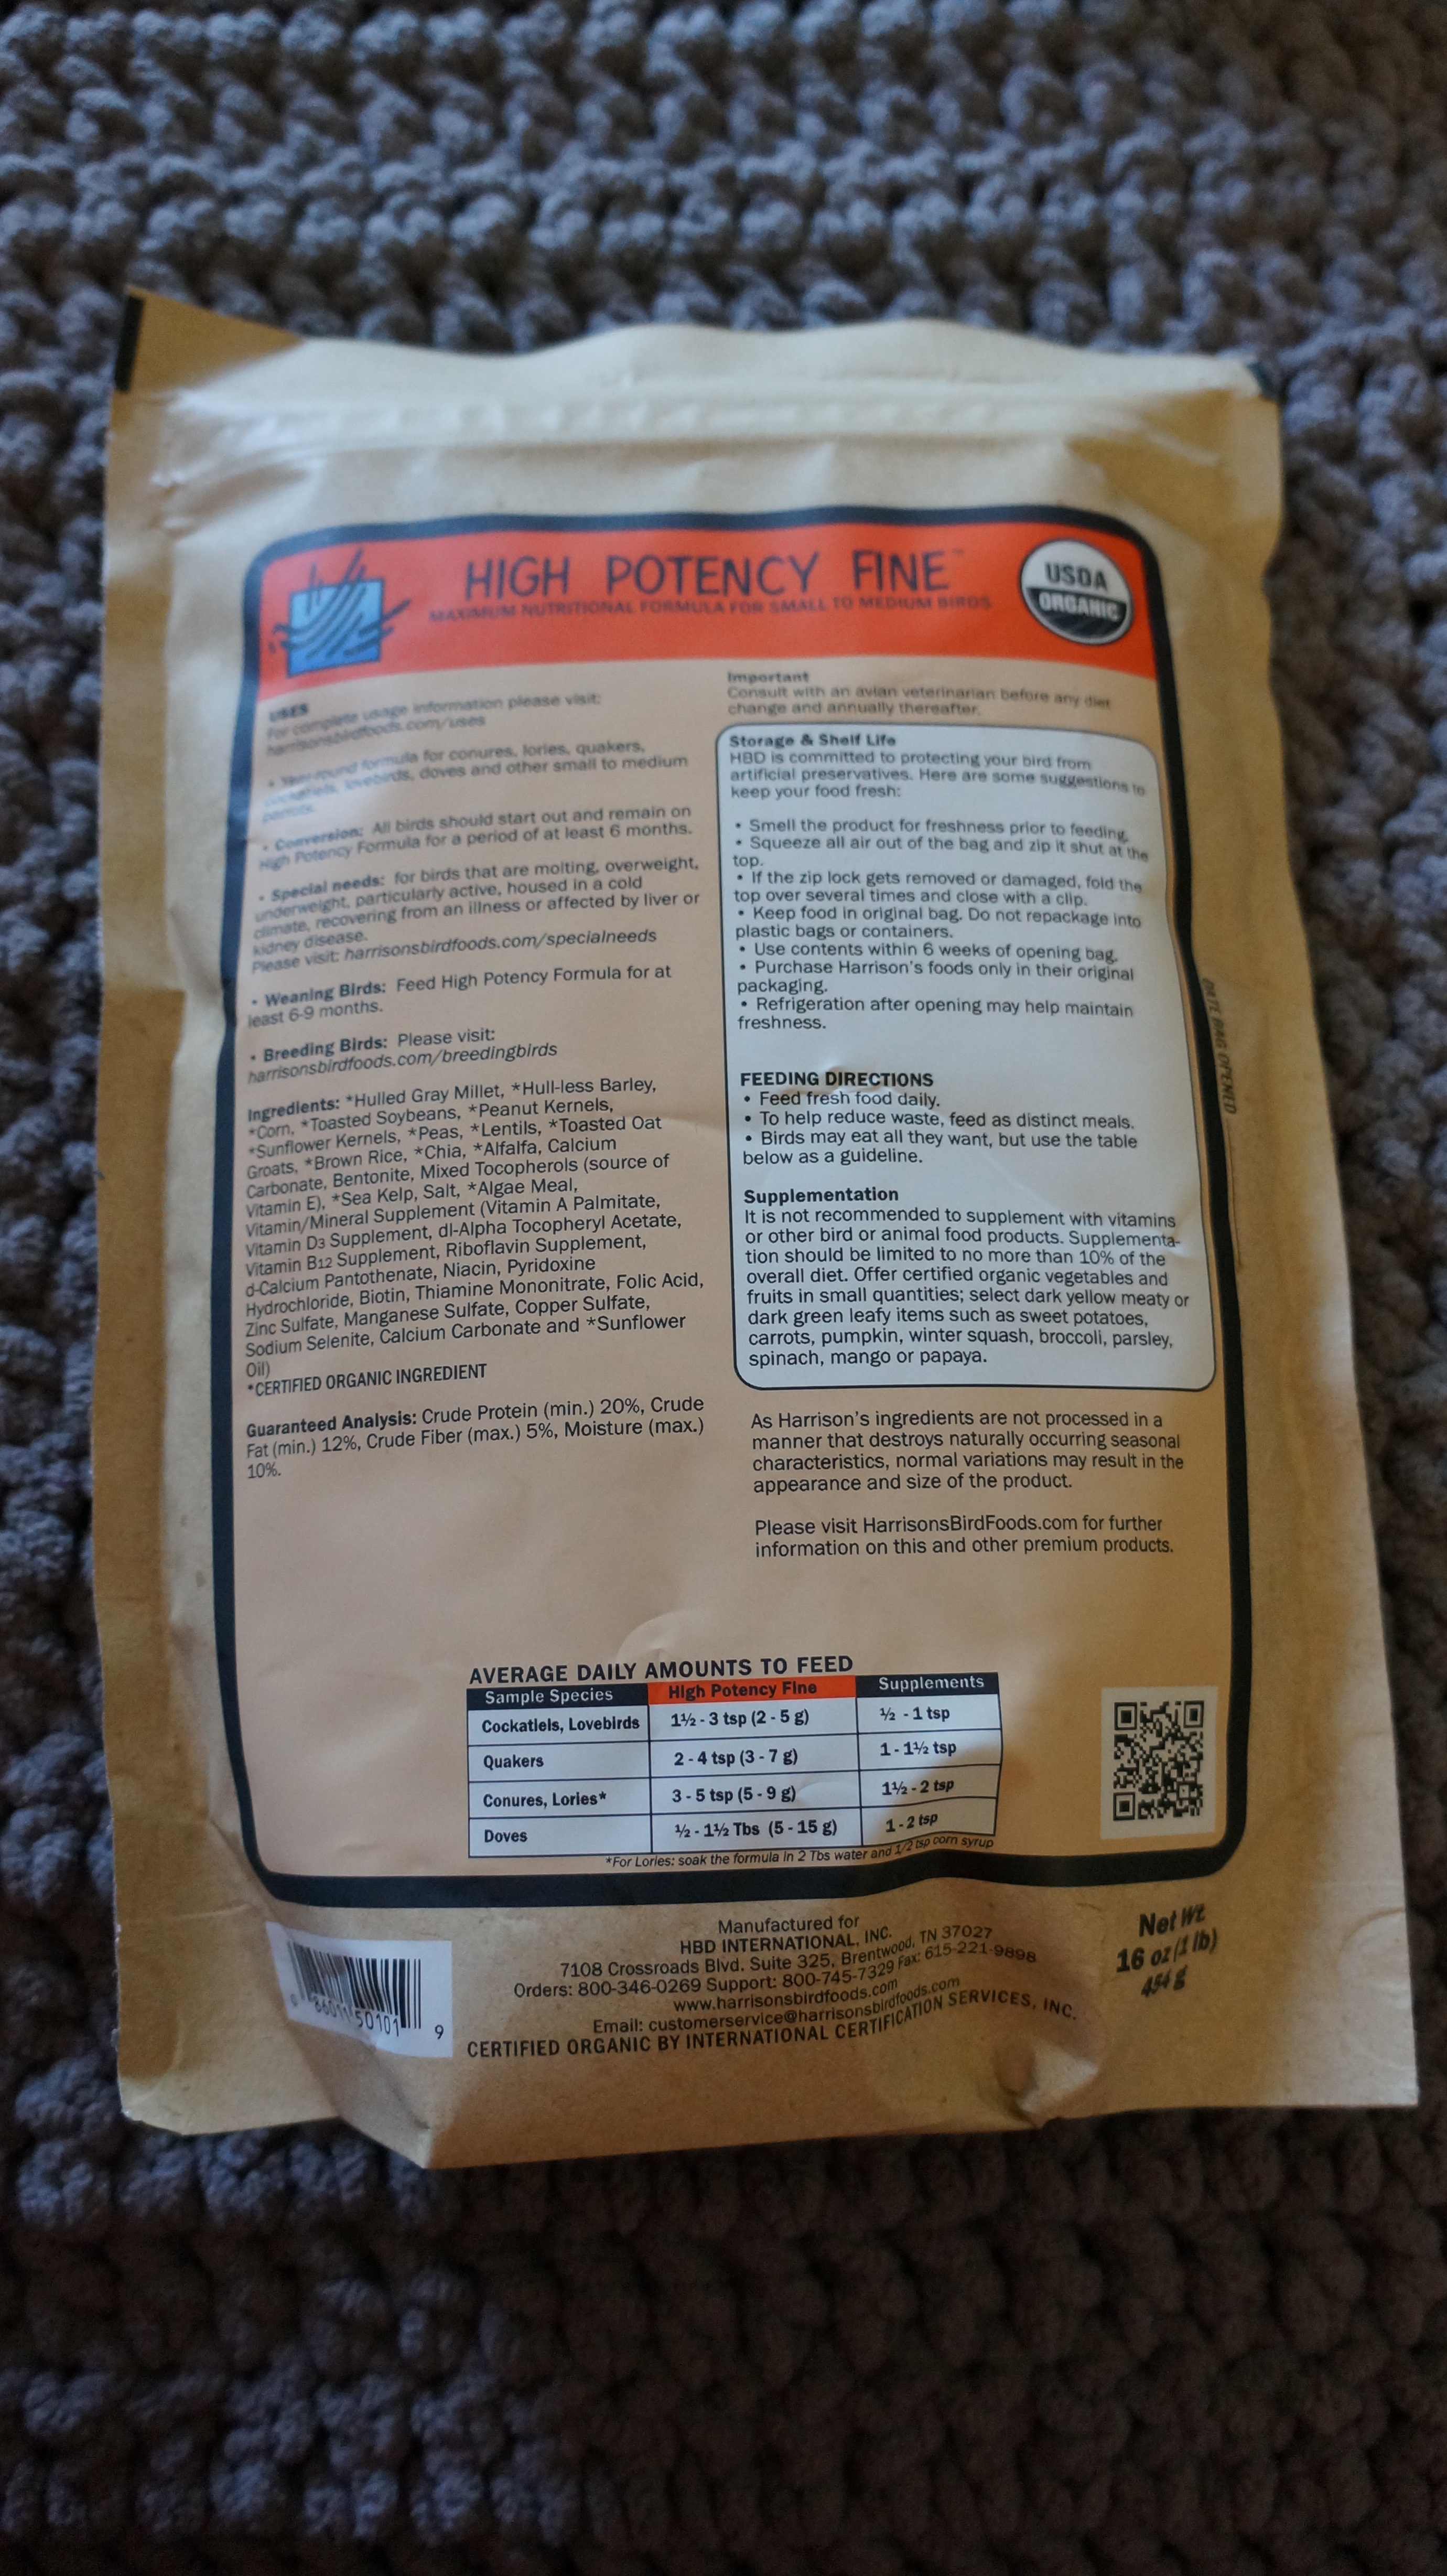 HIGH POTENCY FINE™
MAXIMUM NUTRITIONAL FORMULA FOR SMALL TO MEDIUM BIRDS
USDA
ORGANIC
USES
For complete usage information please visit:
harrisonsbirdfoods.com/uses
• Year-round formula for conures, lories, quakers,
cockatiels, lovebirds, doves and other small to medium
parrots.
• Conversion: All birds should start out and remain on
High Potency Formula for a period of at least 6 months.
• Special needs: for birds that are molting, overweight,
underweight, particularly active, housed in a cold
climate, recovering from an illness or affected by liver or
kidney disease.
Please visit: harrisonsbirdfoods.com/specialneeds
• Weaning Birds: Feed High Potency Formula for at
least 6-9 months.
• Breeding Birds: Please visit:
harrisonsbirdfoods.com/breedingbirds
Ingredients: *Hulled Gray Millet, *Hull-less Barley,
*Corn, *Toasted Soybeans, *Peanut Kernels,
*Sunflower Kernels, *Peas, *Lentils, *Toasted Oat
Groats, *Brown Rice, *Chia, *Alfalfa, Calcium
Carbonate, Bentonite, Mixed Tocopherols (source of
Vitamin E), *Sea Kelp, Salt, *Algae Meal,
Vitamin/Mineral Supplement (Vitamin A Palmitate,
Vitamin D3 Supplement, dl-Alpha Tocopheryl Acetate,
Vitamin B12 Supplement, Riboflavin Supplement,
d-Calcium Pantothenate, Niacin, Pyridoxine
Hydrochloride, Biotin, Thiamine Mononitrate, Folic Acid,
Zinc Sulfate, Manganese Sulfate, Copper Sulfate,
Sodium Selenite, Calcium Carbonate and *Sunflower
Oil)
*CERTIFIED ORGANIC INGREDIENT
Guaranteed Analysis: Crude Protein (min.) 20%, Crude
Fat (min.) 12%, Crude Fiber (max.) 5%, Moisture (max.)
10%.
Important
Consult with an avian veterinarian before any diet
change and annually thereafter.
Storage & Shelf Life
HBD is committed to protecting your bird from
artificial preservatives. Here are some suggestions to
keep your food fresh:
• Smell the product for freshness prior to feeding.
• Squeeze all air out of the bag and zip it shut at the
top.
• If the zip lock gets removed or damaged, fold the
top over several times and close with a clip.
• Keep food in original bag. Do not repackage into
plastic bags or containers.
• Use contents within 6 weeks of opening bag.
• Purchase Harrison's foods only in their original
packaging.
• Refrigeration after opening may help maintain
freshness.
FEEDING DIRECTIONS
• Feed fresh food daily.
• To help reduce waste, feed as distinct meals.
• Birds may eat all they want, but use the table
below as a guideline.
Supplementation
It is not recommended to supplement with vitamins
or other bird or animal food products. Supplementa-
tion should be limited to no more than 10% of the
overall diet. Offer certified organic vegetables and
fruits in small quantities; select dark yellow meaty or
dark green leafy items such as sweet potatoes,
carrots, pumpkin, winter squash, broccoli, parsley,
spinach, mango or papaya.
As Harrison's ingredients are not processed in a
manner that destroys naturally occurring seasonal
characteristics, normal variations may result in the
appearance and size of the product.
Please visit HarrisonsBirdFoods.com for further
information on this and other premium products.
DATE BAG OPENED
AVERAGE DAILY AMOUNTS TO FEED
Sample Species High Potency Fine Supplements
Cockatiels, Lovebirds 1½ - 3 tsp (2 - 5 g) ½ - 1 tsp
Quakers 2 - 4 tsp (3 - 7 g) 1 - 1½ tsp
Conures, Lories* 3 - 5 tsp (5 - 9 g) 1½ - 2 tsp
Doves ½ - 1½ Tbs (5 - 15 g) 1 - 2 tsp
*For Lories: soak the formula in 2 Tbs water and 1/2 tsp corn syrup
Manufactured for
HBD INTERNATIONAL, INC.
7108 Crossroads Blvd. Suite 325, Brentwood, TN 37027
Orders: 800-346-0269 Support: 800-745-7329 Fax: 615-221-9898
www.harrisonsbirdfoods.com
Email: customerservice@harrisonsbirdfoods.com
CERTIFIED ORGANIC BY INTERNATIONAL CERTIFICATION SERVICES, INC.
Net Wt
16 oz (1 lb)
454 g
50101 9